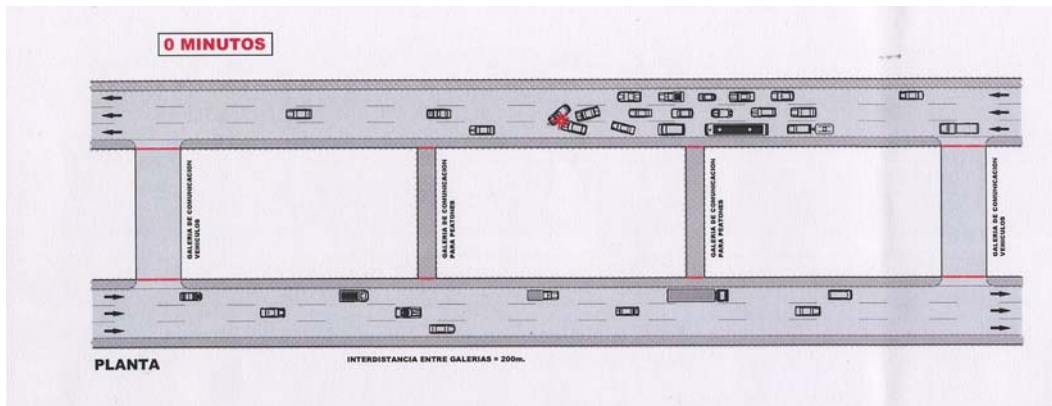 0 MINUTOS
GALERIA DE COMUNICACION
VEHICULOS
GALERIA DE COMUNICACION
PARA PEATONES
GALERIA DE COMUNICACION
PARA PEATONES
GALERIA DE COMUNICACION
VEHICULOS
PLANTA
INTERDISTANCIA ENTRE GALERIAS = 200m.